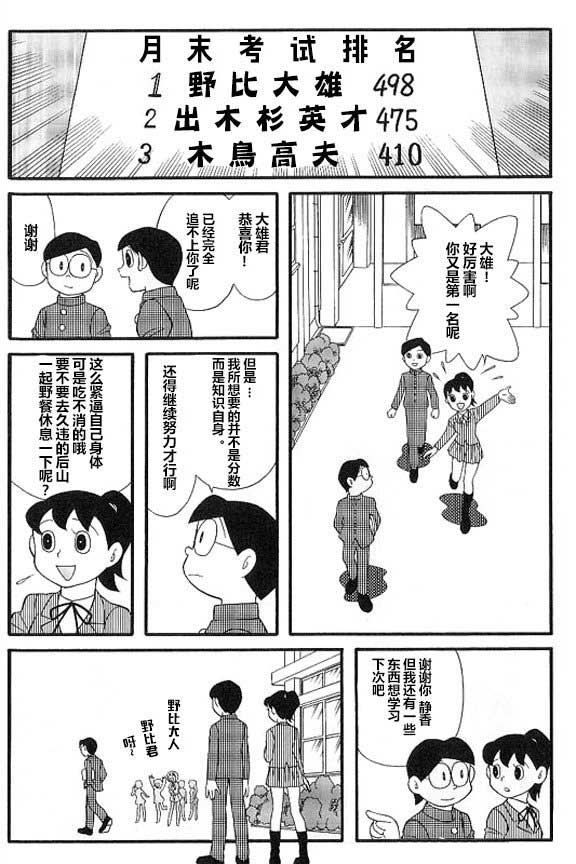 月末考试排名
1 野比大雄 498
2 出木杉英才 475
3 木鳥高夫 410
大雄！
好厉害啊
你又是第一名呢
大雄君
恭喜你！
已经完全
追不上你了呢
谢谢
但是…
我所想要的并不是分数
而是知识自身。
还得继续努力才行啊
这么紧逼自己身体
可是吃不消的哦
要不要去久违的后山
一起野餐休息一下呢？
谢谢你 静香
但我还有一些
东西想学习
下次吧
野比大人
野比君
呀~